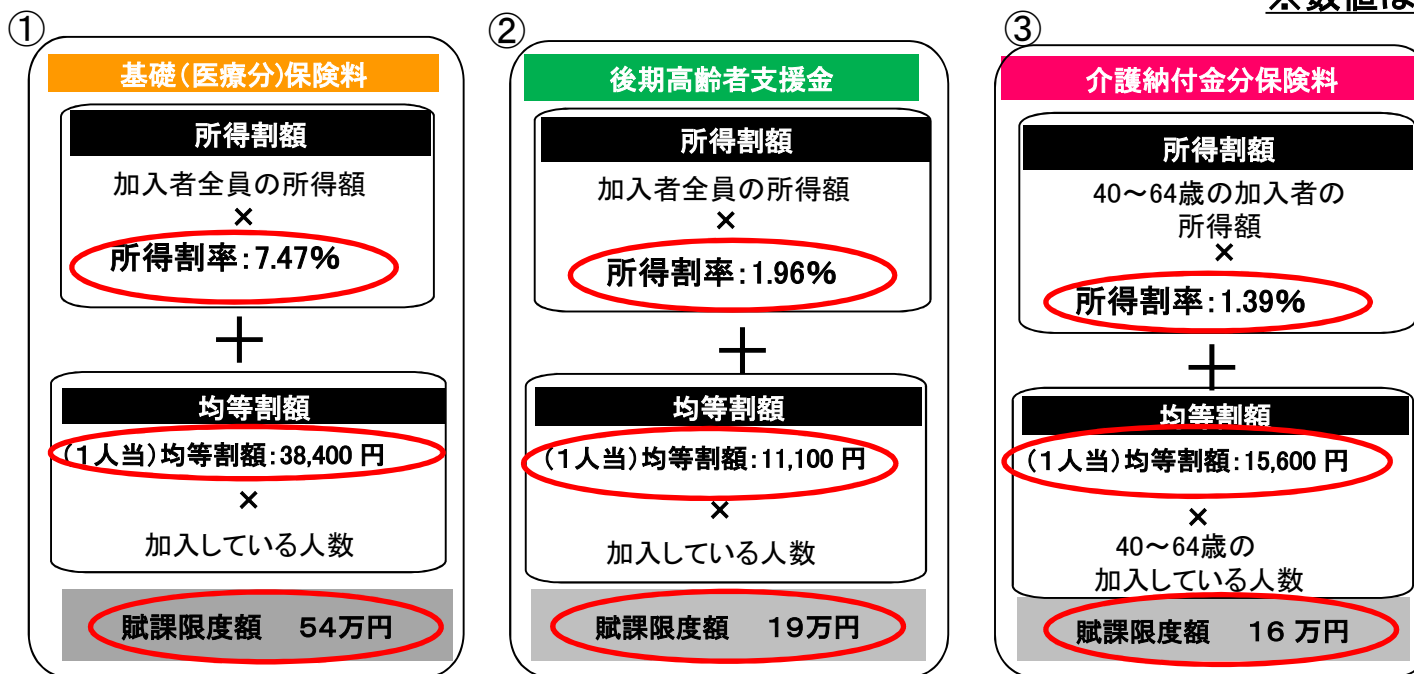 ※数値は
①
基礎(医療分)保険料
所得割額
加入者全員の所得額
×
所得割率:7.47%
+
均等割額
(1人当)均等割額:38,400 円
×
加入している人数
賦課限度額 54万円
②
後期高齢者支援金
所得割額
加入者全員の所得額
×
所得割率:1.96%
+
均等割額
(1人当)均等割額:11,100 円
×
加入している人数
賦課限度額 19万円
③
介護納付金分保険料
所得割額
40~64歳の加入者の
所得額
×
所得割率:1.39%
+
均等割額
(1人当)均等割額:15,600 円
×
40~64歳の
加入している人数
賦課限度額 16 万円